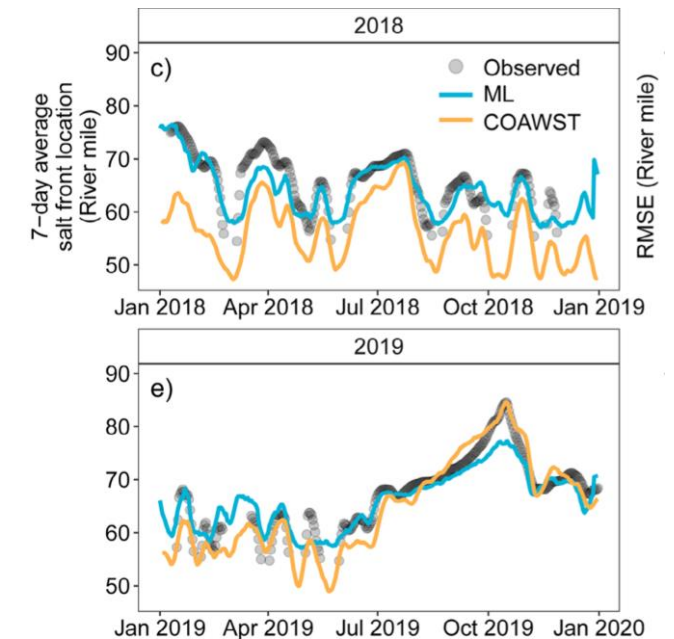 2018
c)
Observed
ML
COAWST
90
80
70
60
50
7-day average
salt front location
(River mile)
RMSE (River mile)
Jan 2018 Apr 2018 Jul 2018 Oct 2018 Jan 2019
2019
e)
90
80
70
60
50
Jan 2019 Apr 2019 Jul 2019 Oct 2019 Jan 2020